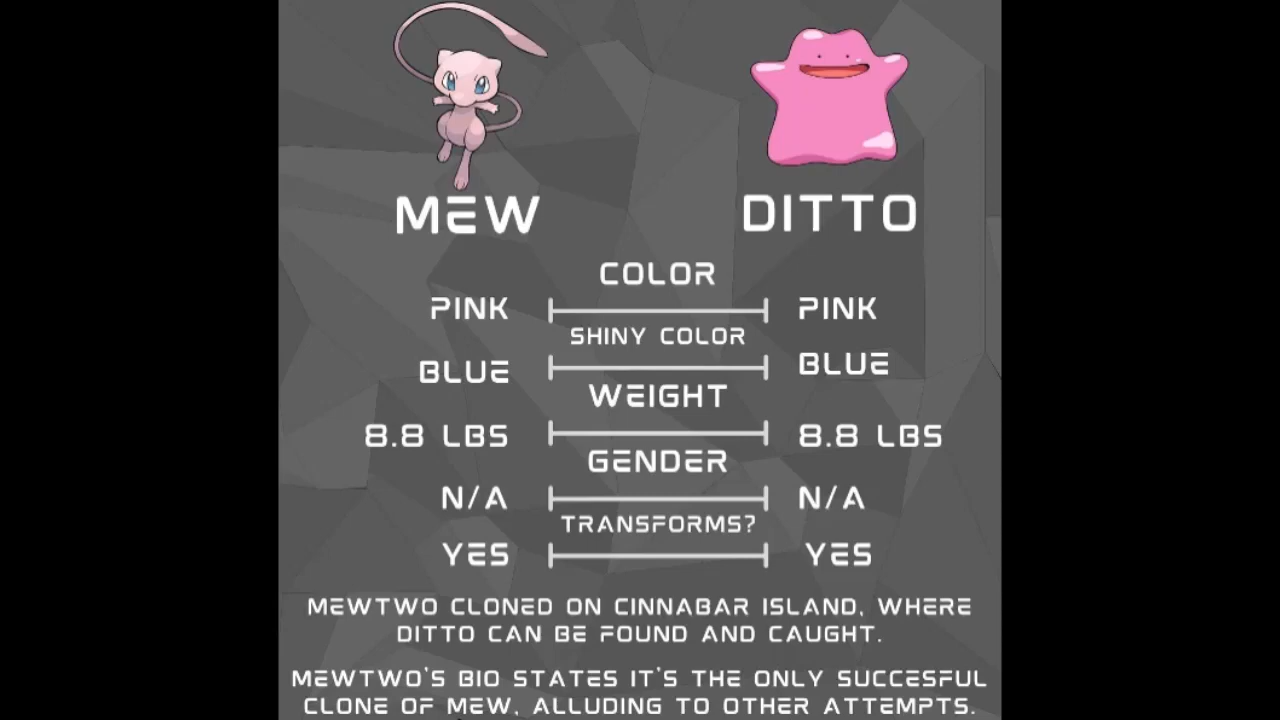 MEW DITTO
COLOR
PINK PINK
SHINY COLOR
BLUE BLUE
WEIGHT
8.8 LBS 8.8 LBS
GENDER
N/A N/A
TRANSFORMS?
YES YES
MEWTWO CLONED ON CINNABAR ISLAND, WHERE
DITTO CAN BE FOUND AND CAUGHT.
MEWTWO'S BIO STATES IT'S THE ONLY SUCCESFUL
CLONE OF MEW, ALLUDING TO OTHER ATTEMPTS.